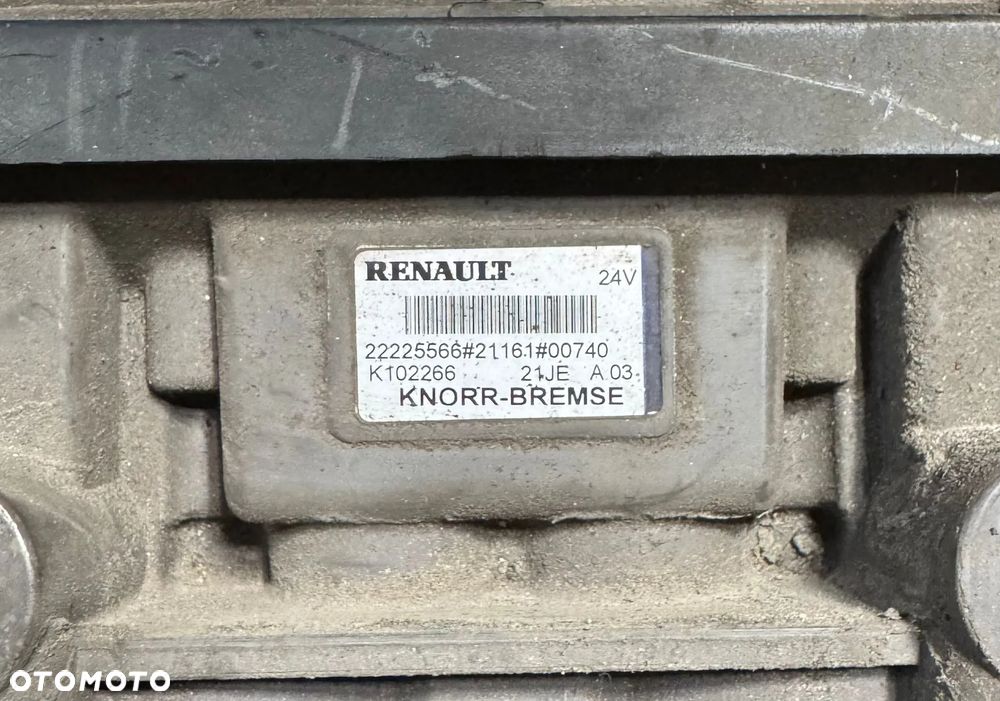 RENAULT 24V
22225566#21161#00740
K102266 21JE A 03
KNORR-BREMSE
OTOMOTO